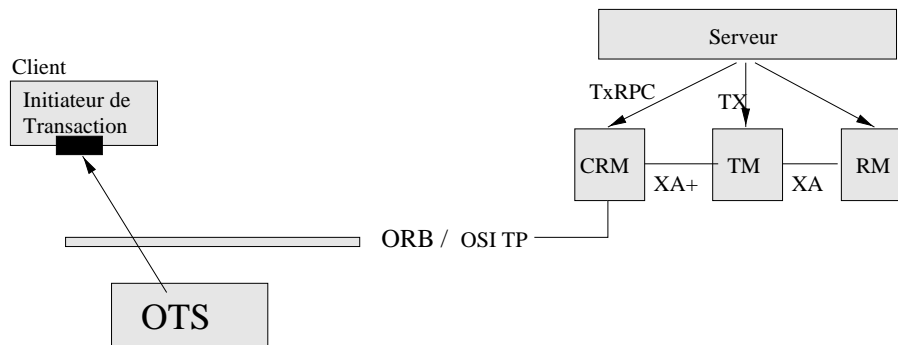 Serveur
Client
Initiateur de
Transaction
TxRPC
TX
CRM
TM
RM
XA+
XA
ORB / OSI TP
OTS